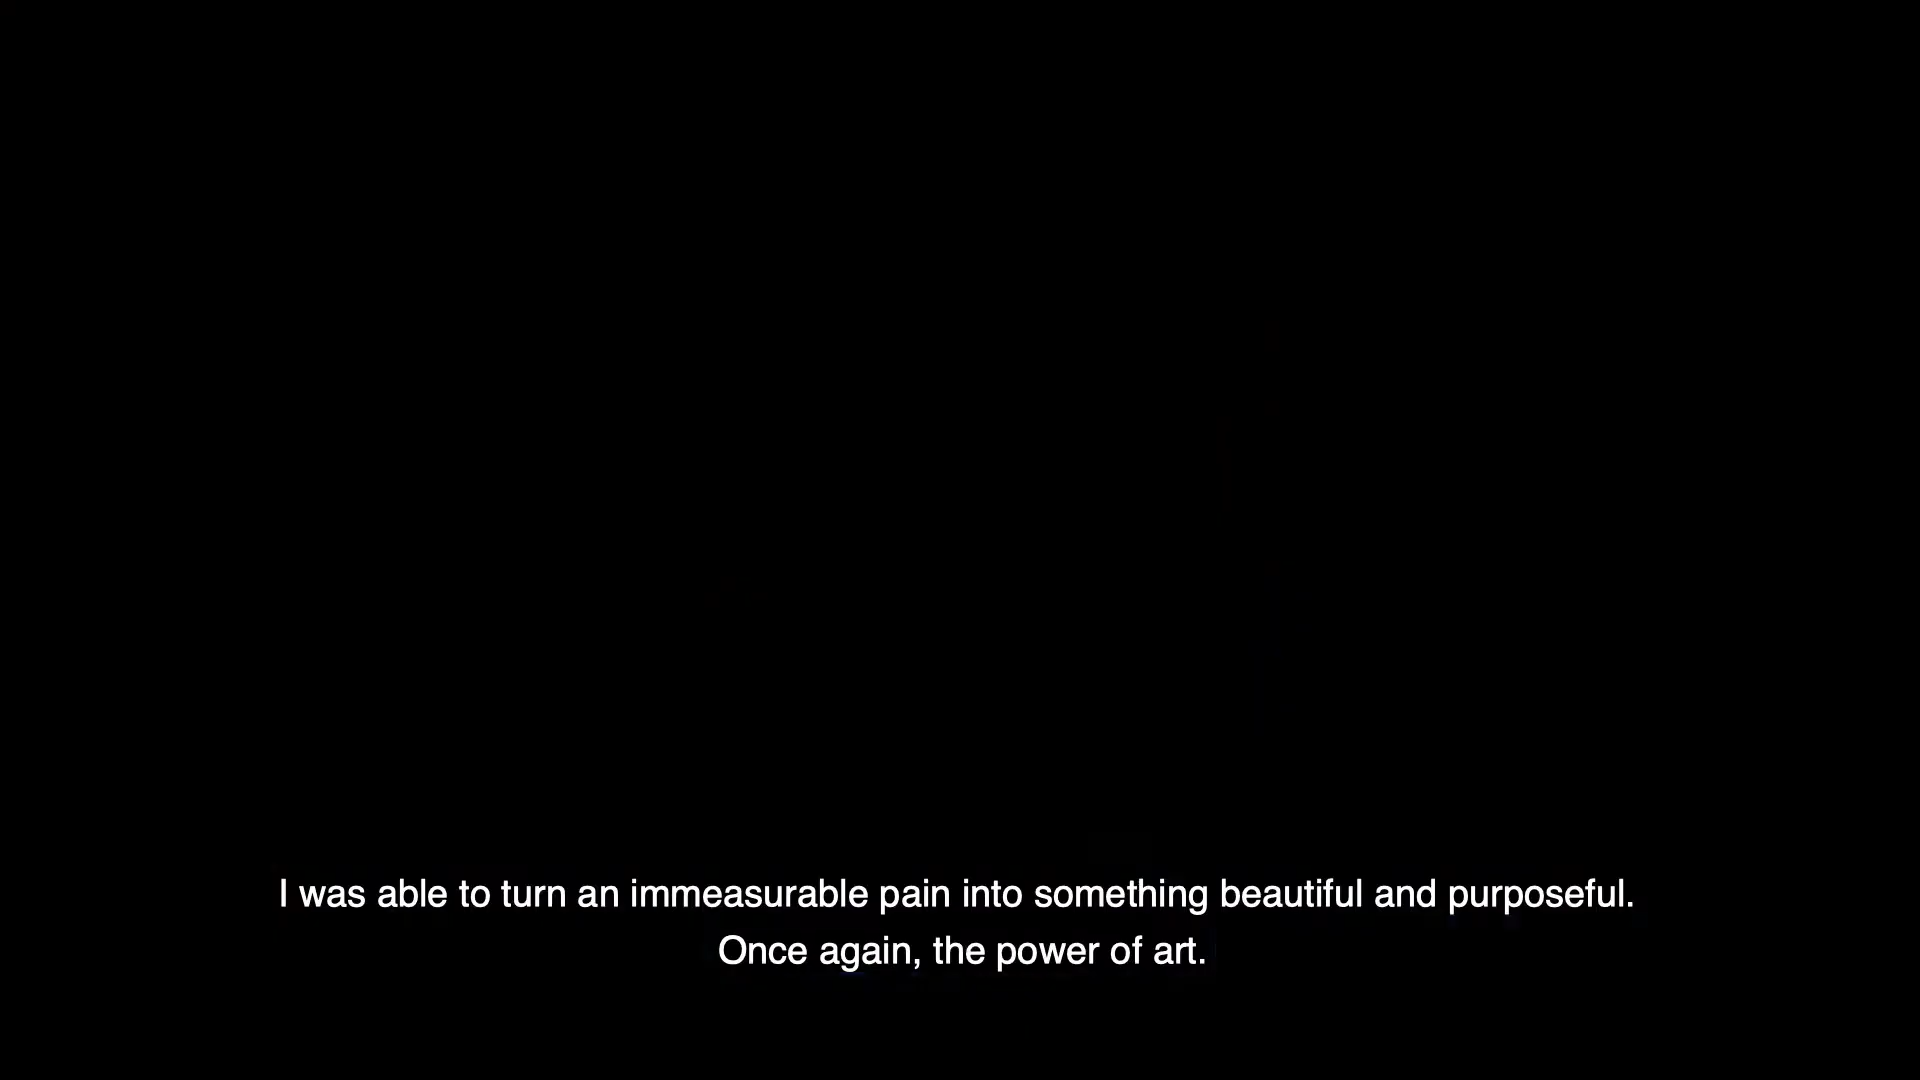 I was able to turn an immeasurable pain into something beautiful and purposeful.
Once again, the power of art.